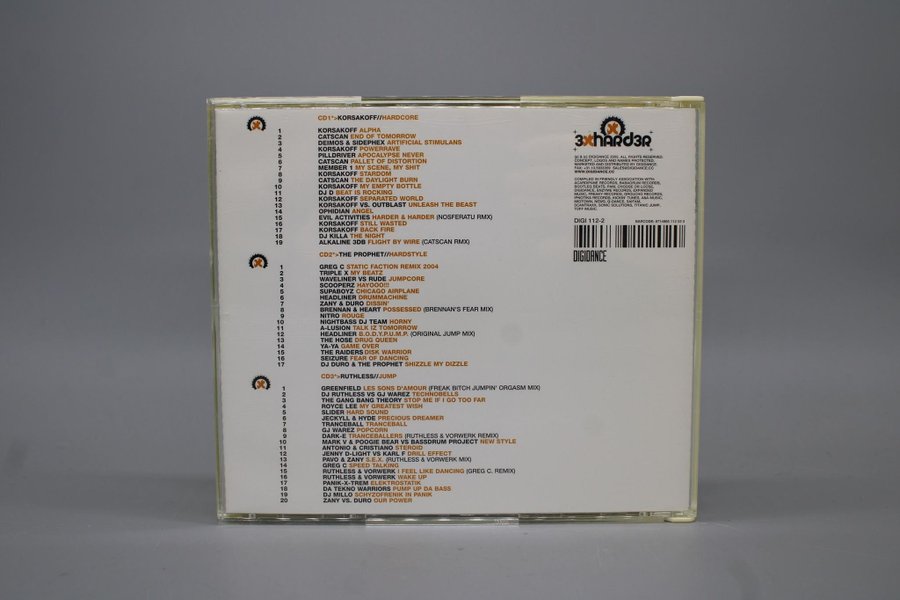 CD1*>KORSAKOFF//HARDCORE
1 KORSAKOFF ALPHA
2 CATSCAN END OF TOMORROW
3 DEIMOS & SIDEPHEX ARTIFICIAL STIMULANS
4 KORSAKOFF POWERRAVE
5 PILLDRIVER APOCALYPSE NEVER
6 CATSCAN PALLET OF DISTORTION
7 MEMBER 1 MY SCENE, MY SHIT
8 KORSAKOFF STARDOM
9 CATSCAN THE DAYLIGHT BURN
10 KORSAKOFF MY EMPTY BOTTLE
11 DJ D BEAT IS ROCKING
12 KORSAKOFF SEPARATED WORLD
13 KORSAKOFF VS. OUTBLAST UNLEASH THE BEAST
14 OPHIDIAN ANGEL
15 EVIL ACTIVITIES HARDER & HARDER (NOSFERATU RMX)
16 KORSAKOFF STILL WASTED
17 KORSAKOFF BACK FIRE
18 DJ KILLA THE NIGHT
19 ALKALINE 3DB FLIGHT BY WIRE (CATSCAN RMX)
CD2*>THE PROPHET//HARDSTYLE
1 GREG C STATIC FACTION REMIX 2004
2 TRIPLE X MY BEATZ
3 WAVELINER VS RUDE JUMPCORE
4 SCOOPERZ HAYOOO!!!
5 SUPABOYZ CHICAGO AIRPLANE
6 HEADLINER DRUMMACHINE
7 ZANY & DURO DISSIN'
8 BRENNAN & HEART POSSESSED (BRENNAN'S FEAR MIX)
9 NITRO ROUGE
10 NIGHTBASS DJ TEAM HORNY
11 A-LUSION TALK IZ TOMORROW
12 HEADLINER B.O.D.Y.P.U.M.P. (ORIGINAL JUMP MIX)
13 THE HOSE DRUG QUEEN
14 YA-YA GAME OVER
15 THE RAIDERS DISK WARRIOR
16 SEIZURE FEAR OF DANCING
17 DJ DURO & THE PROPHET SHIZZLE MY DIZZLE
CD3*>RUTHLESS//JUMP
1 GREENFIELD LES SONS D'AMOUR (FREAK BITCH JUMPIN' ORGASM MIX)
2 DJ RUTHLESS VS GJ WAREZ TECHNOBELLS
3 THE GANG BANG THEORY STOP ME IF I GO TOO FAR
4 ROYCE LEE MY GREATEST WISH
5 SLIDER HARD SOUND
6 JECKYLL & HYDE PRECIOUS DREAMER
7 TRANCEBALL TRANCEBALL
8 GJ WAREZ POPCORN
9 DARK-E TRANCEBALLERS (RUTHLESS & VORWERK REMIX)
10 MARK V & POOGIE BEAR VS BASSDRUM PROJECT NEW STYLE
11 ANTONIO & CRISTIANO STEROID
12 JENNY D-LIGHT VS KARL F DRILL EFFECT
13 PAVO & ZANY S.E.X. (RUTHLESS & VORWERK MIX)
14 GREG C SPEED TALKING
15 RUTHLESS & VORWERK I FEEL LIKE DANCING (GREG C. REMIX)
16 RUTHLESS & VORWERK WAKE UP
17 PANIK-X-TREM ELEKTROSTATIK
18 DA TEKNO WARRIORS PUMP UP DA BASS
19 DJ MILLO SCHYZOFRENIK IN PANIK
20 ZANY VS. DURO OUR POWER
3XHARD3R
WWW.DIGIDANCE.CC
DIGI 112-2
DIGIDANCE